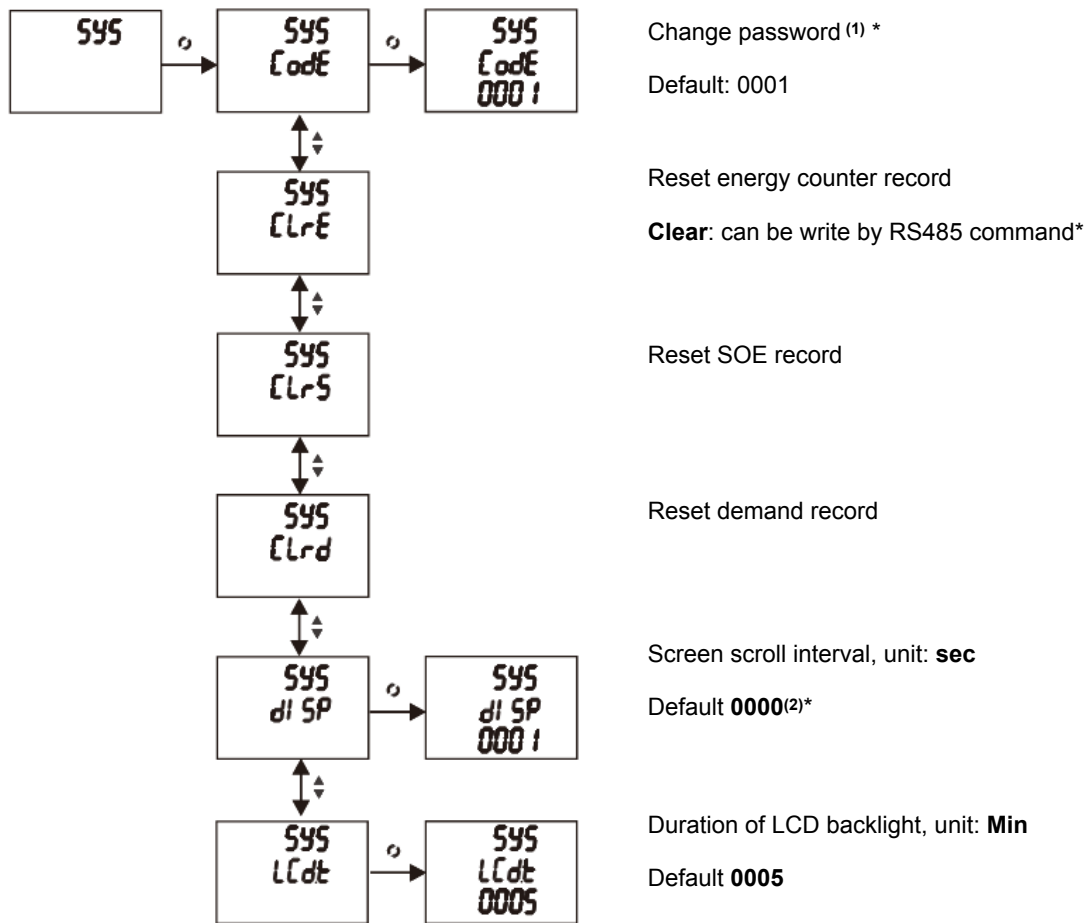 SYS
SYS
CodE
SYS
CodE
0001
Change password (1) *
Default: 0001
SYS
CLrE
Reset energy counter record
Clear: can be write by RS485 command*
SYS
CLrS
Reset SOE record
SYS
CLrd
Reset demand record
SYS
dISP
SYS
dISP
0001
Screen scroll interval, unit: sec
Default 0000(2)*
SYS
LCd.t
SYS
LCd.t
0005
Duration of LCD backlight, unit: Min
Default 0005